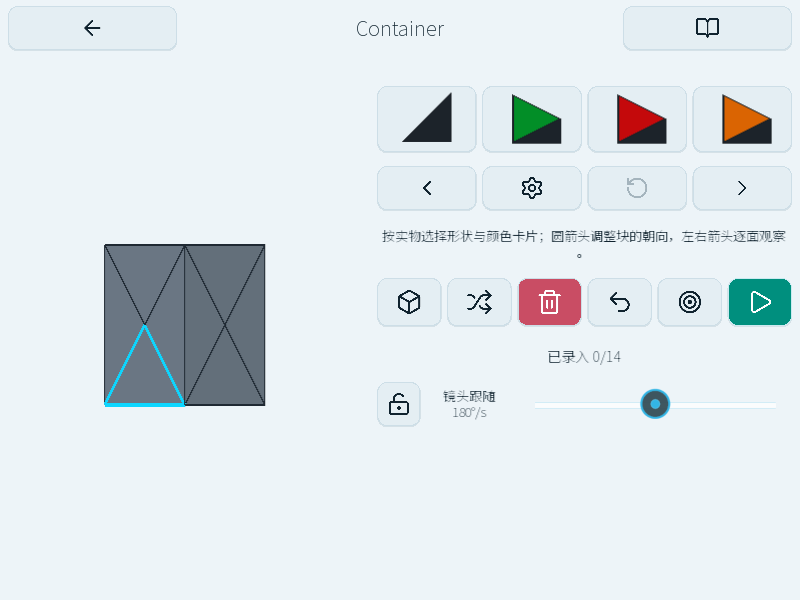 Container
按实物选择形状与颜色卡片；圆箭头调整块的朝向，左右箭头逐面观察
。
已录入 0/14
镜头跟随
180°/s